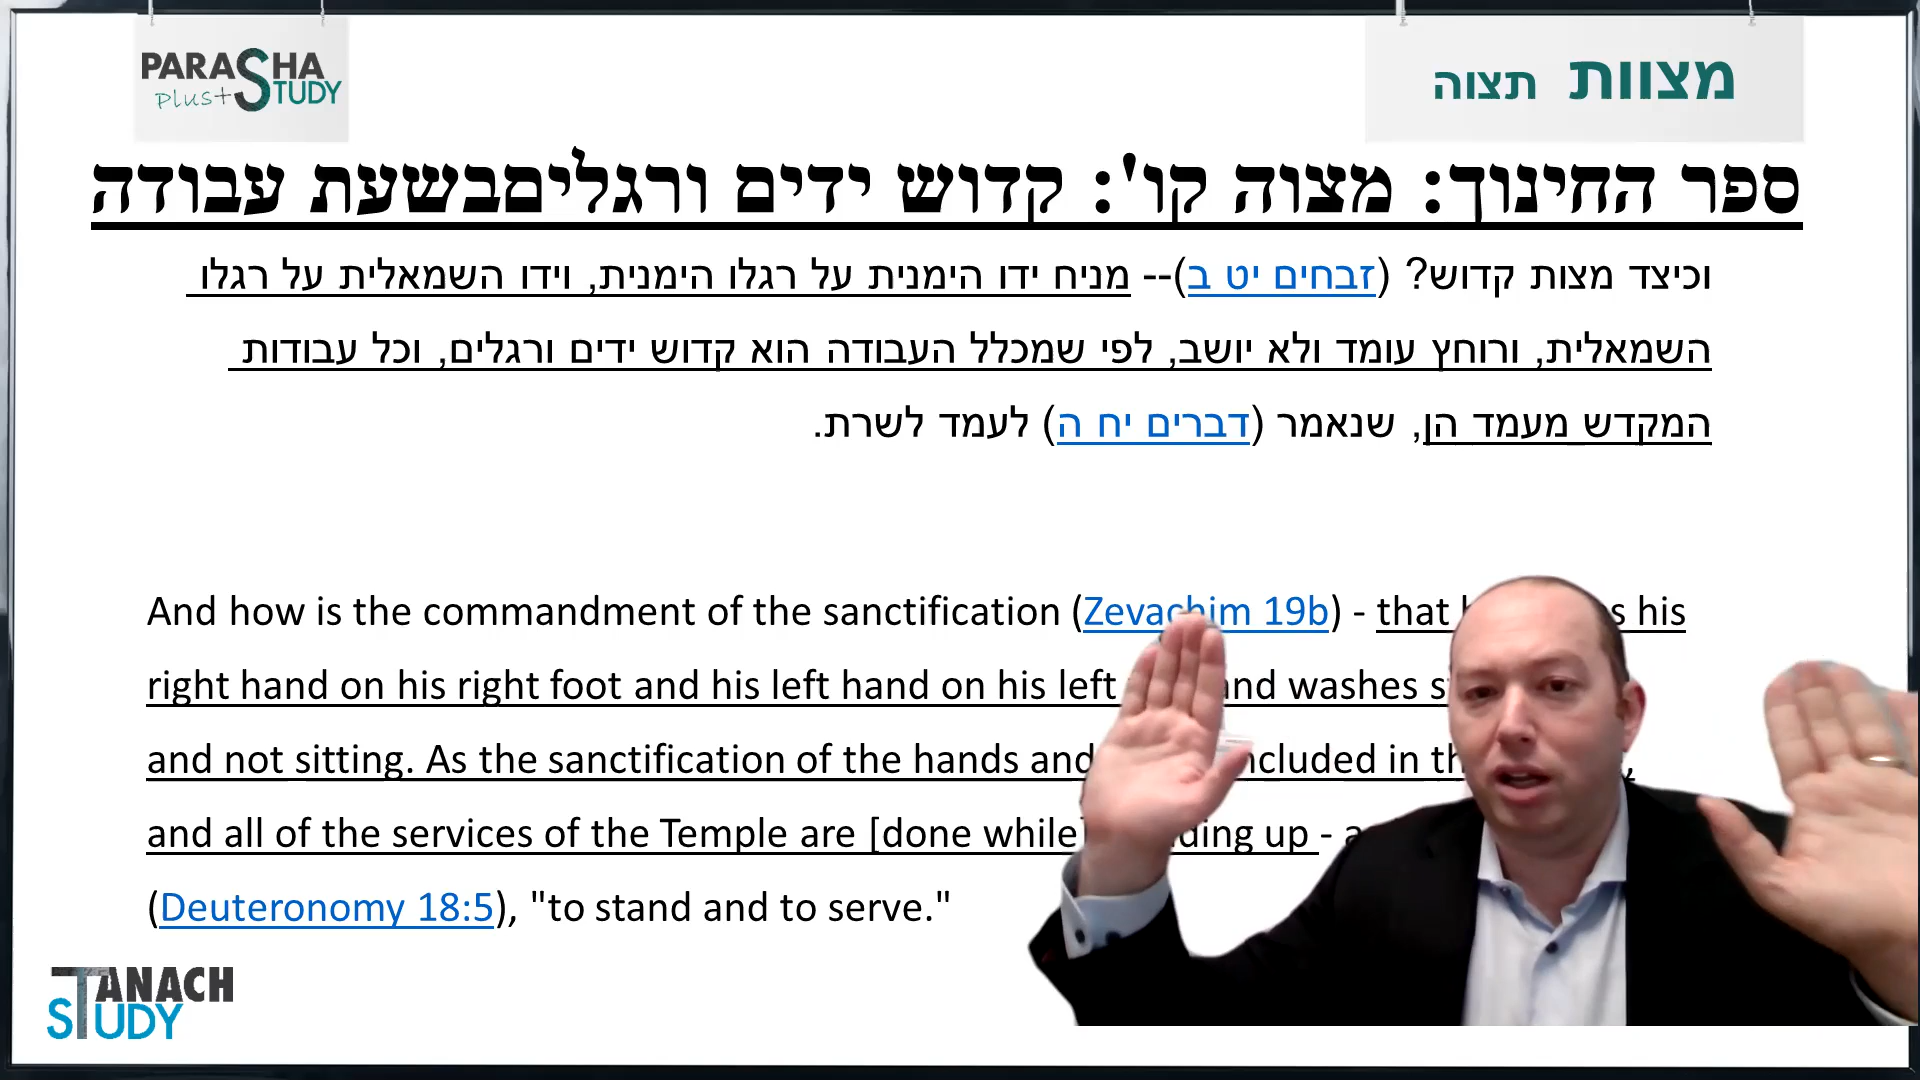 PARASHA
plus+ STUDY
מצוות תצוה
ספר החינוך: מצוה קו': קדוש ידים ורגליםבשעת עבודה
וכיצד מצות קדוש? (זבחים יט ב)-- מניח ידו הימנית על רגלו הימנית, וידו השמאלית על רגלו
השמאלית, ורוחץ עומד ולא יושב, לפי שמכלל העבודה הוא קדוש ידים ורגלים, וכל עבודות
המקדש מעמד הן, שנאמר (דברים יח ה) לעמד לשרת.
And how is the commandment of the sanctification (Zevachim 19b) - that his
right hand on his right foot and his left hand on his left and washes
and not sitting. As the sanctification of the hands and included in
and all of the services of the Temple are [done while] up -
(Deuteronomy 18:5), "to stand and to serve."
TANACH
STUDY